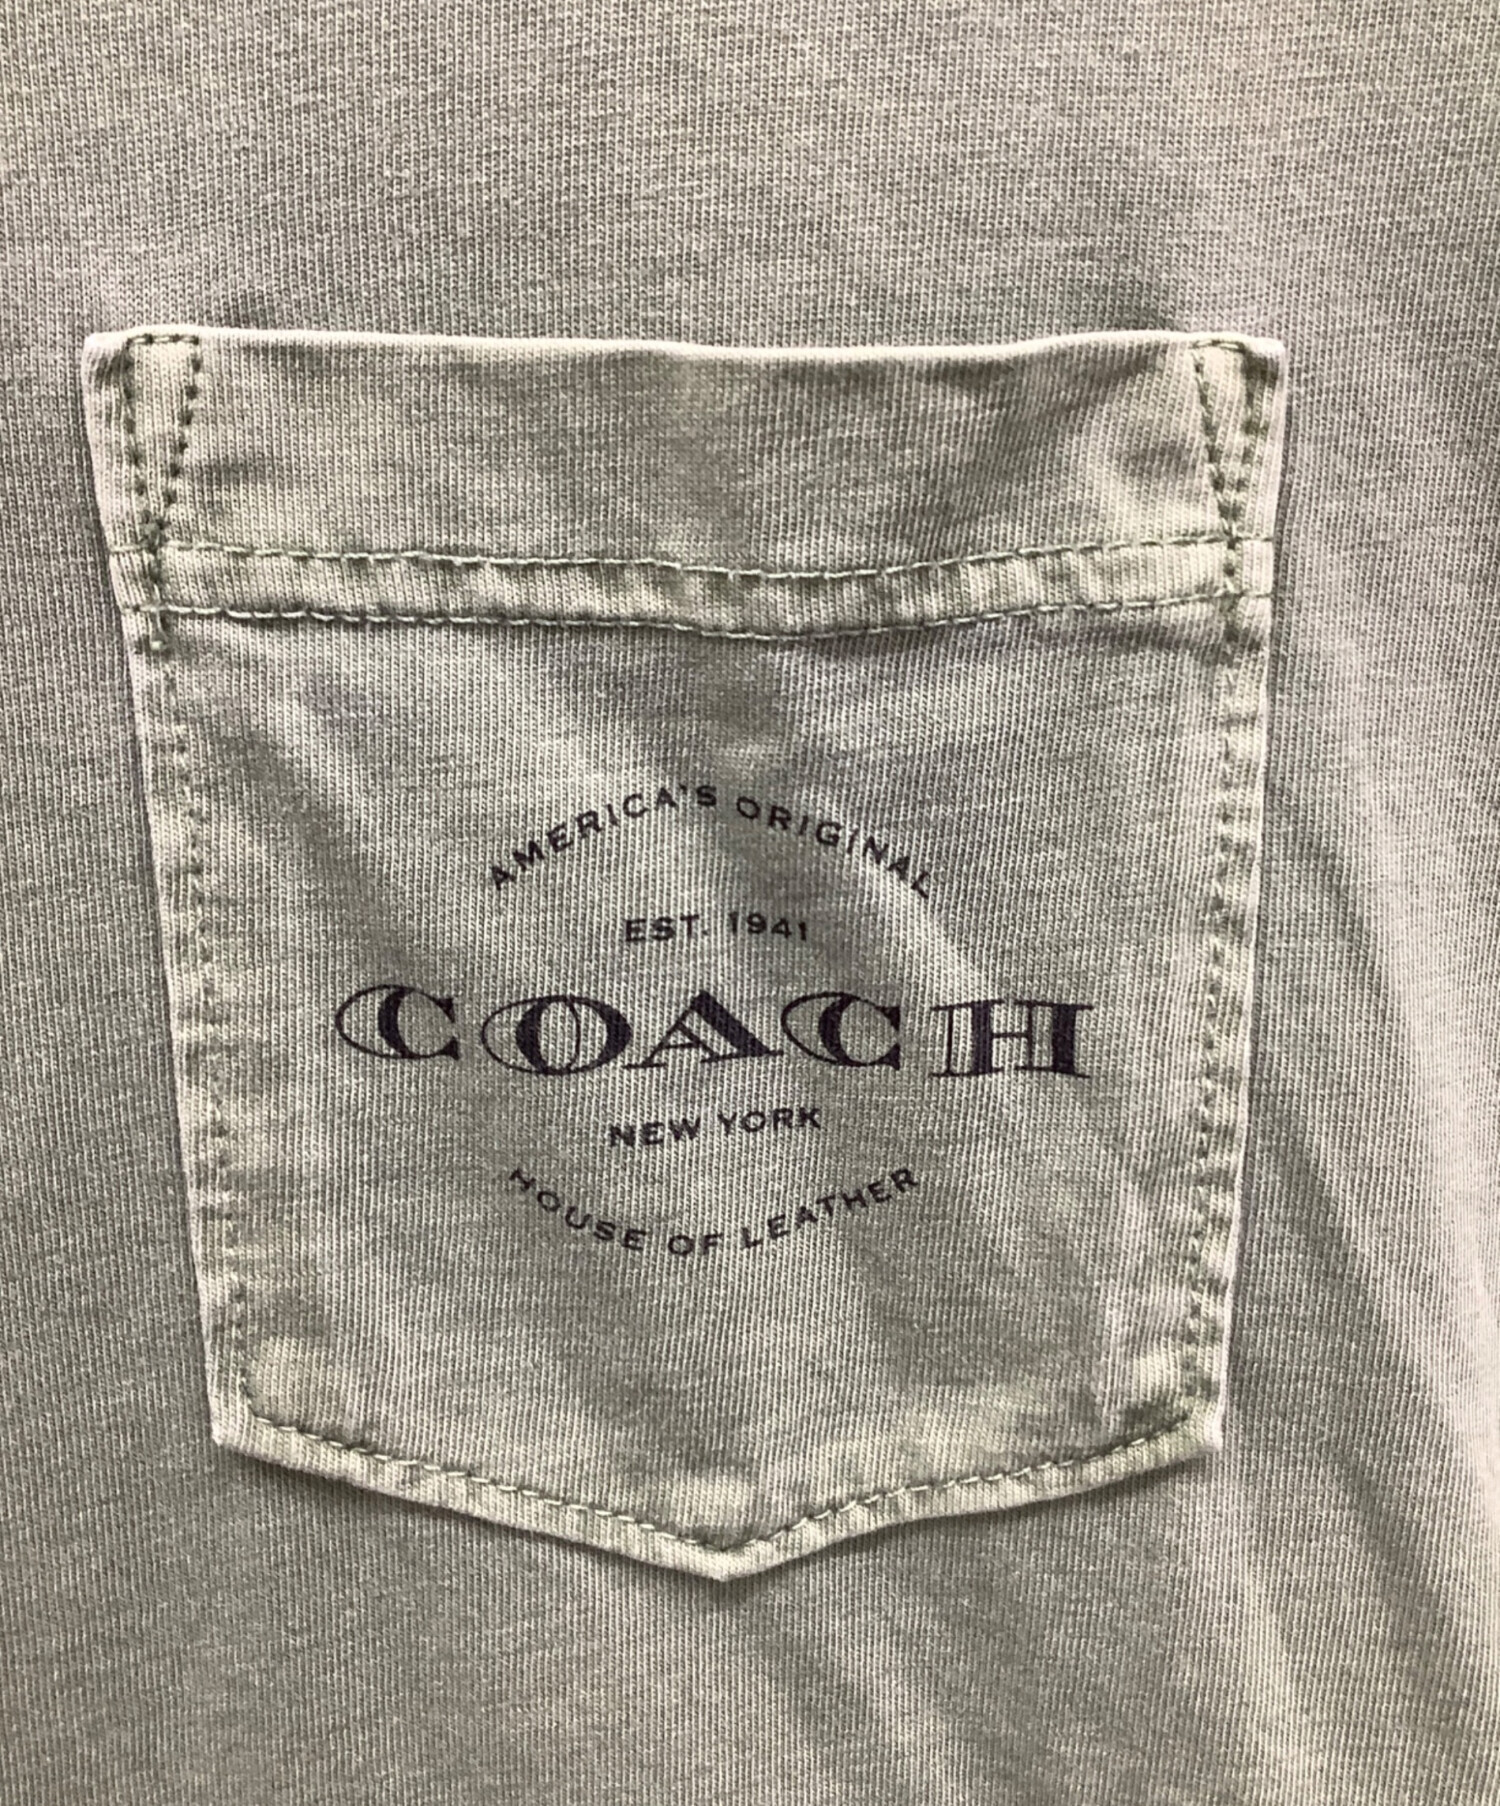 AMERICA'S ORIGINAL
EST. 1941
COACH
NEW YORK
HOUSE OF LEATHER